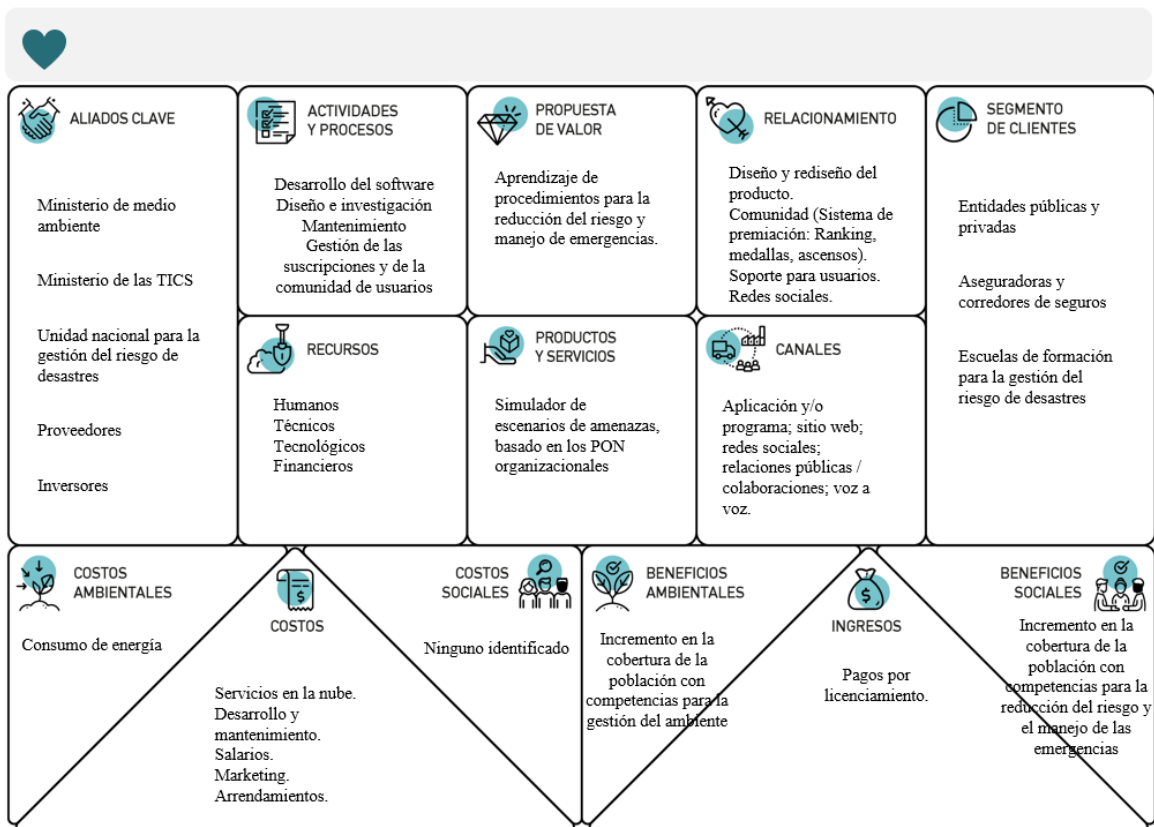 ALIADOS CLAVE
Ministerio de medio
ambiente
Ministerio de las TICS
Unidad nacional para la
gestión del riesgo de
desastres
Proveedores
Inversores
ACTIVIDADES
Y PROCESOS
Desarrollo del software
Diseño e investigación
Mantenimiento
Gestión de las
suscripciones y de la
comunidad de usuarios
RECURSOS
Humanos
Técnicos
Tecnológicos
Financieros
PROPUESTA
DE VALOR
Aprendizaje de
procedimientos para la
reducción del riesgo y
manejo de emergencias.
PRODUCTOS
Y SERVICIOS
Simulador de
escenarios de amenazas,
basado en los PON
organizacionales
RELACIONAMIENTO
Diseño y rediseño del
producto.
Comunidad (Sistema de
premiación: Ranking,
medallas, ascensos).
Soporte para usuarios.
Redes sociales.
CANALES
Aplicación y/o
programa; sitio web;
redes sociales;
relaciones públicas /
colaboraciones; voz a
voz.
SEGMENTO
DE CLIENTES
Entidades públicas y
privadas
Aseguradoras y
corredores de seguros
Escuelas de formación
para la gestión del
riesgo de desastres
COSTOS
AMBIENTALES
Consumo de energía
$
COSTOS
Servicios en la nube.
Desarrollo y
mantenimiento.
Salarios.
Marketing.
Arrendamientos.
COSTOS
SOCIALES
Ninguno identificado
BENEFICIOS
AMBIENTALES
Incremento en la
cobertura de la
población con
competencias para la
gestión del ambiente
$
INGRESOS
Pagos por
licenciamiento.
BENEFICIOS
SOCIALES
Incremento en la
cobertura de la
población con
competencias para la
reducción del riesgo y
el manejo de las
emergencias